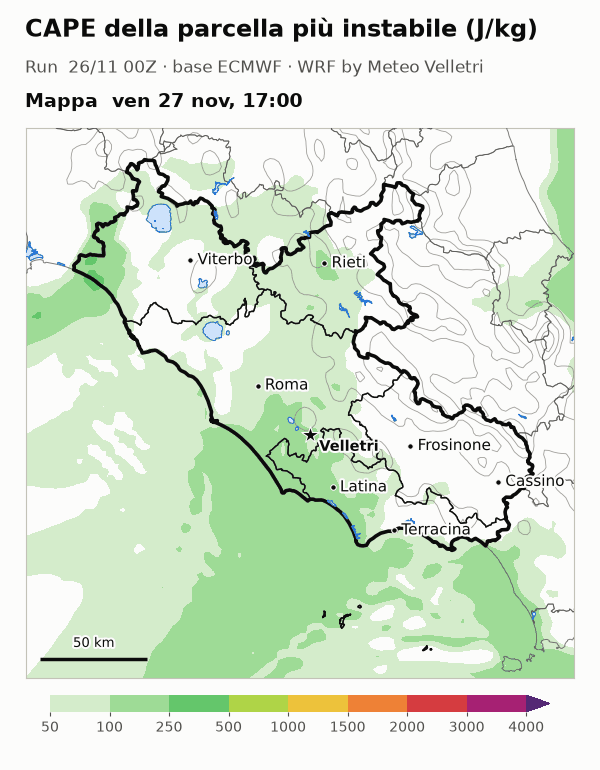 CAPE della parcella più instabile (J/kg)
Run  26/11 00Z · base ECMWF · WRF by Meteo Velletri
Mappa  ven 27 nov, 17:00
Viterbo
Rieti
Roma
Velletri
Frosinone
Latina
Cassino
Terracina
50 km
50 100 250 500 1000 1500 2000 3000 4000